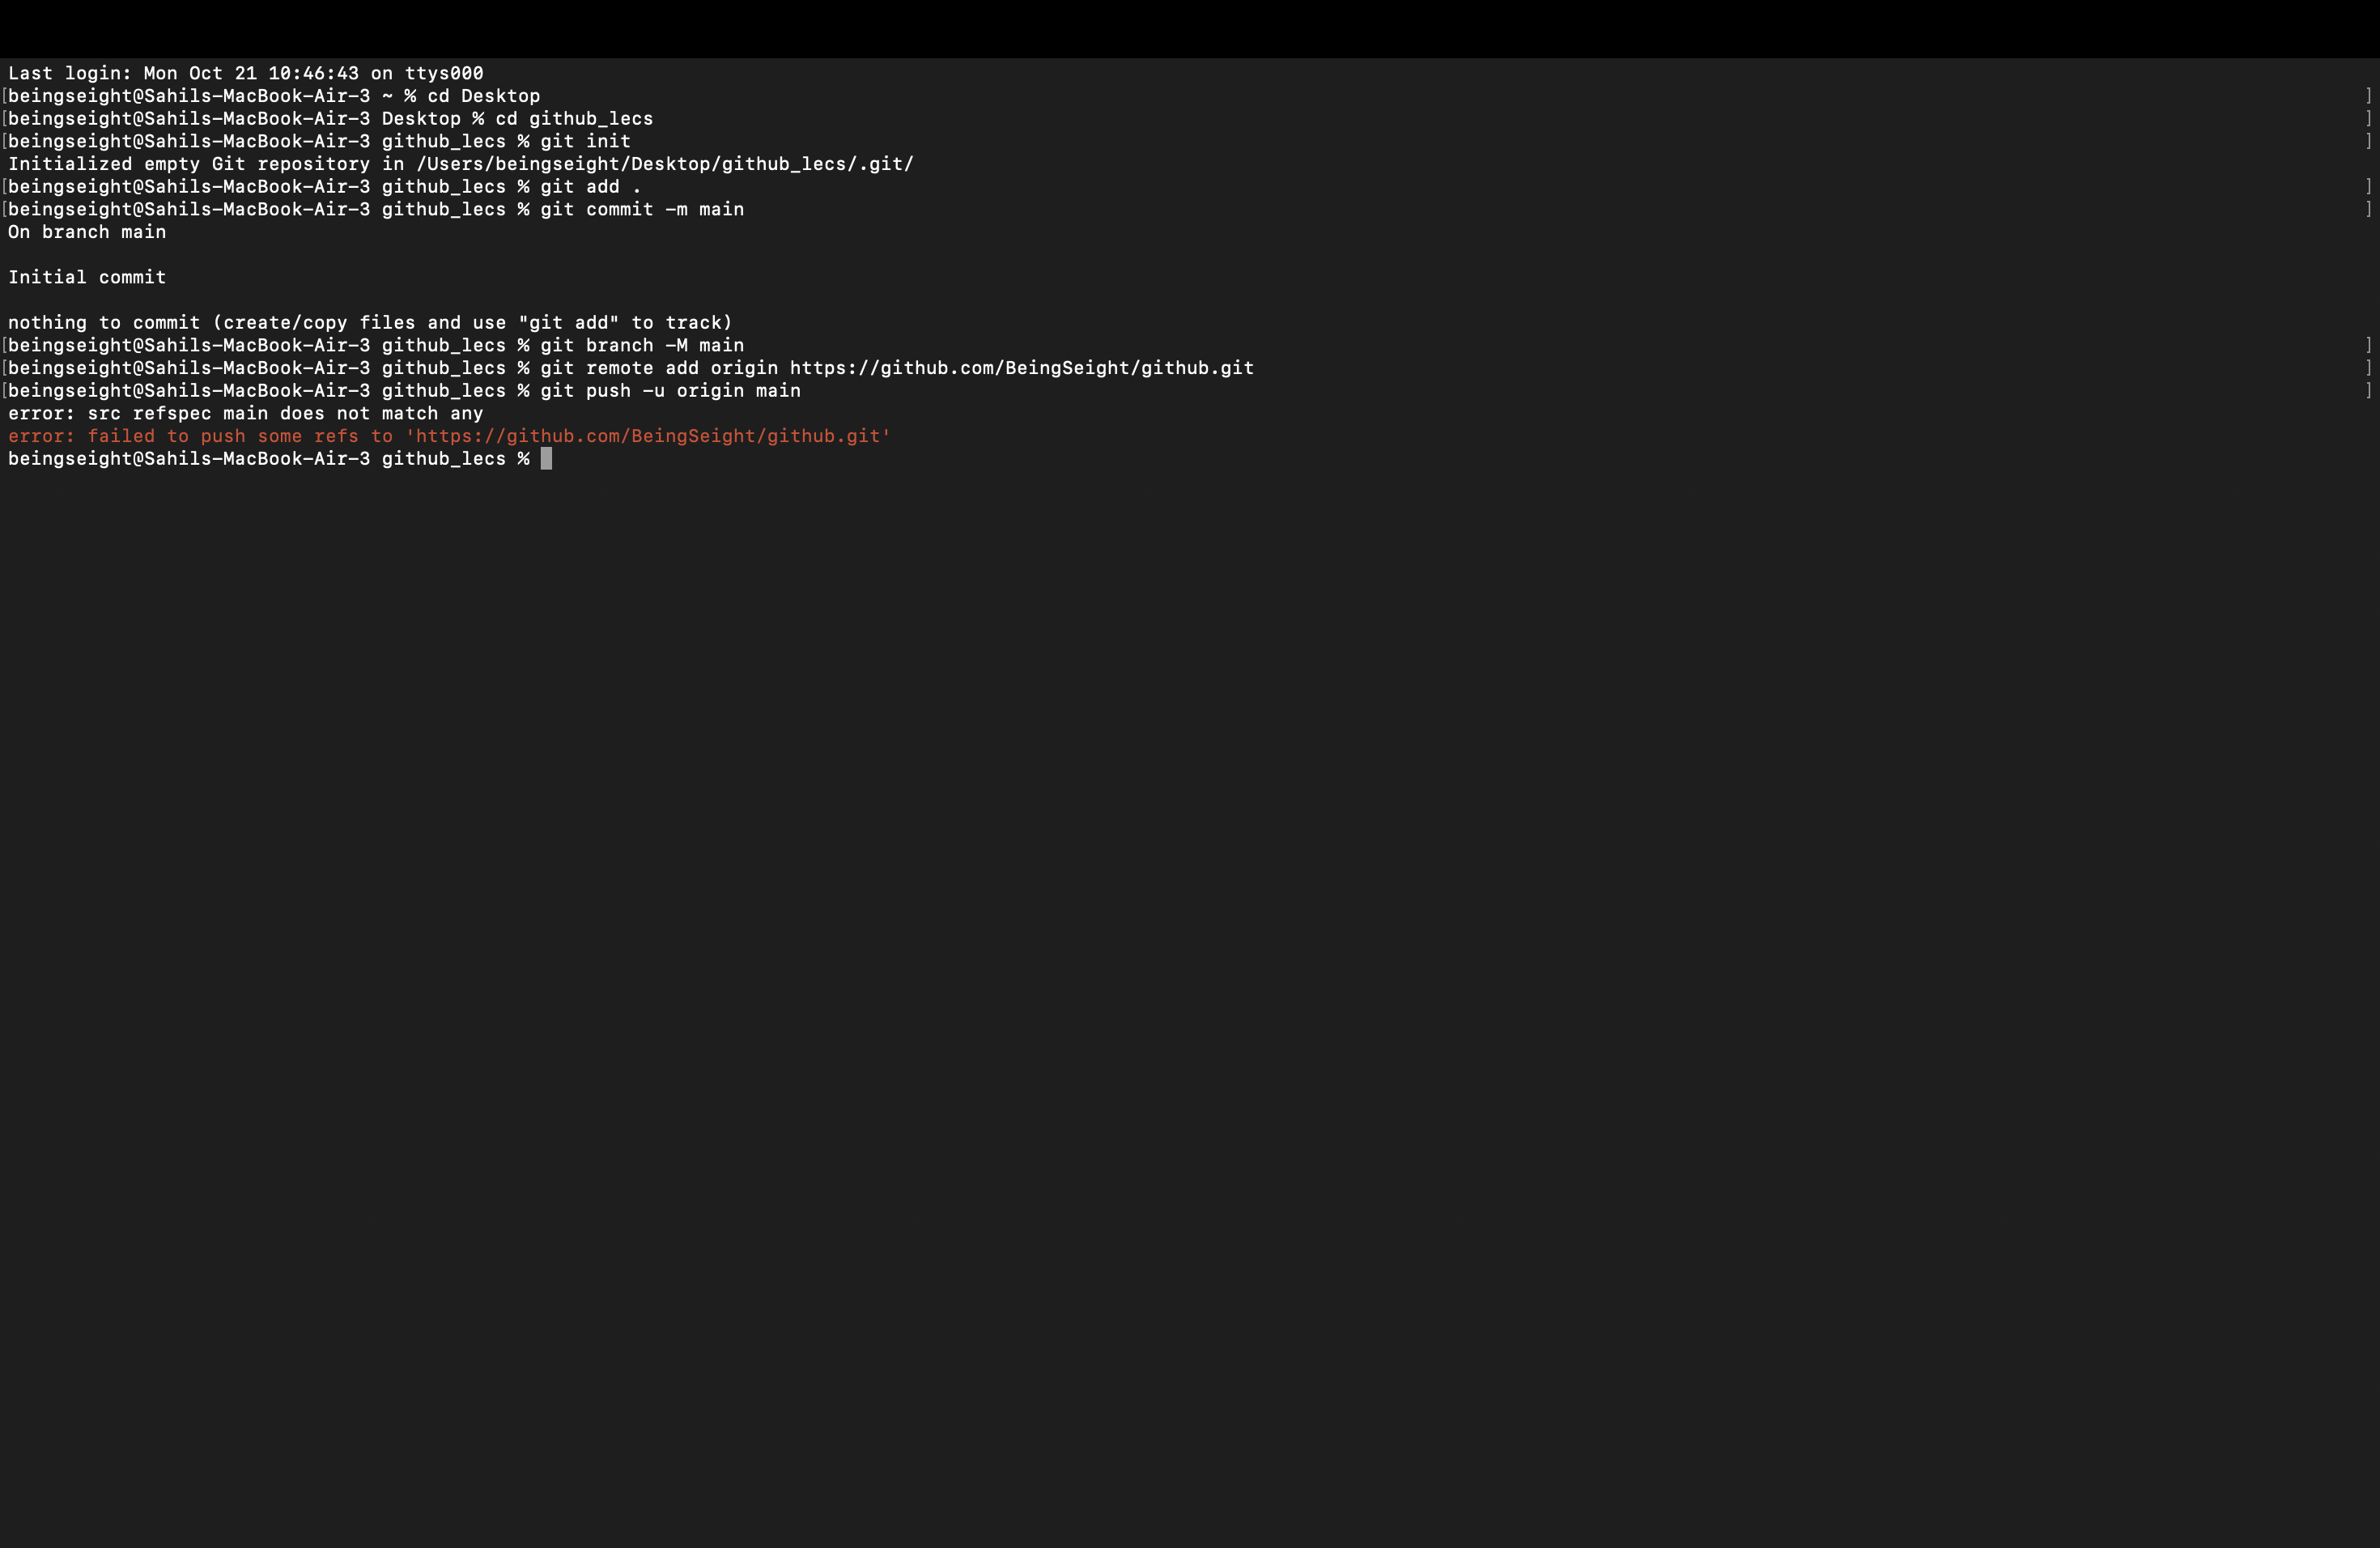 Last login: Mon Oct 21 10:46:43 on ttys000
[beingseight@Sahils-MacBook-Air-3 ~ % cd Desktop ]
[beingseight@Sahils-MacBook-Air-3 Desktop % cd github_lecs ]
[beingseight@Sahils-MacBook-Air-3 github_lecs % git init ]
Initialized empty Git repository in /Users/beingseight/Desktop/github_lecs/.git/
[beingseight@Sahils-MacBook-Air-3 github_lecs % git add . ]
[beingseight@Sahils-MacBook-Air-3 github_lecs % git commit -m main ]
On branch main
Initial commit
nothing to commit (create/copy files and use "git add" to track)
[beingseight@Sahils-MacBook-Air-3 github_lecs % git branch -M main ]
[beingseight@Sahils-MacBook-Air-3 github_lecs % git remote add origin https://github.com/BeingSeight/github.git ]
[beingseight@Sahils-MacBook-Air-3 github_lecs % git push -u origin main ]
error: src refspec main does not match any
error: failed to push some refs to 'https://github.com/BeingSeight/github.git'
beingseight@Sahils-MacBook-Air-3 github_lecs %